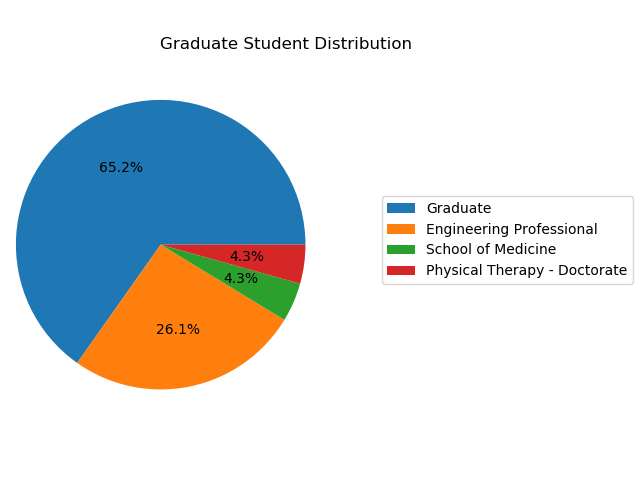 Graduate Student Distribution
65.2%
4.3%
4.3%
26.1%
Graduate
Engineering Professional
School of Medicine
Physical Therapy - Doctorate